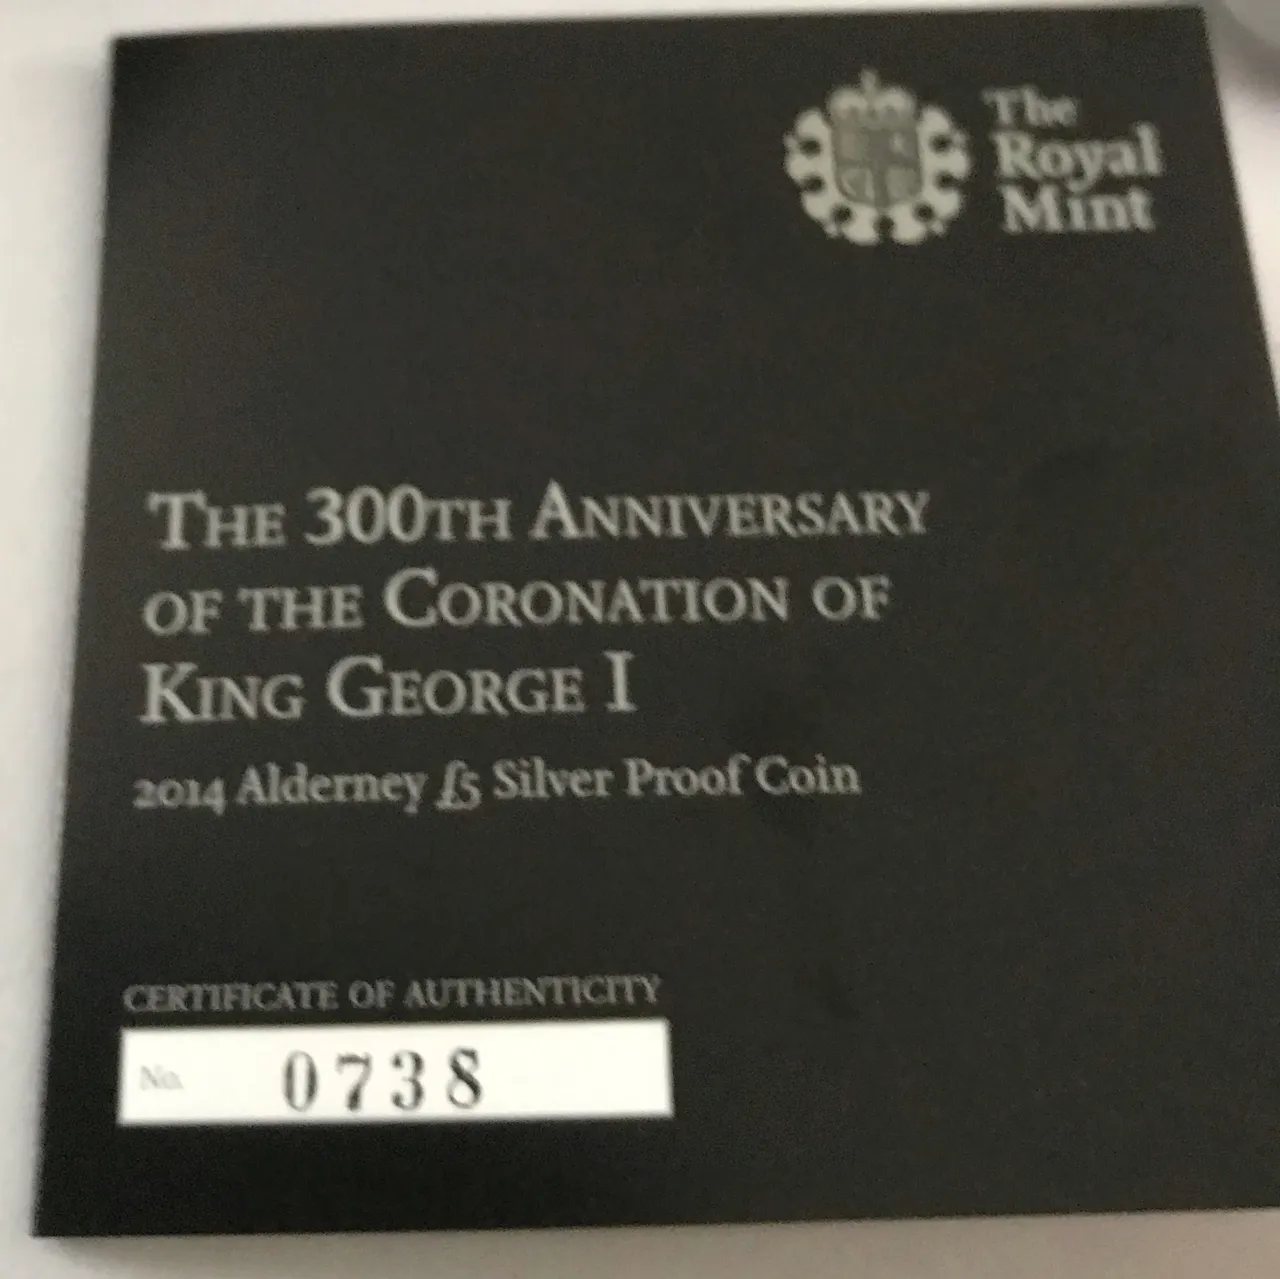 The
Royal
Mint
THE 300TH ANNIVERSARY
OF THE CORONATION OF
KING GEORGE I
2014 Alderney £5 Silver Proof Coin
CERTIFICATE OF AUTHENTICITY
No. 0738